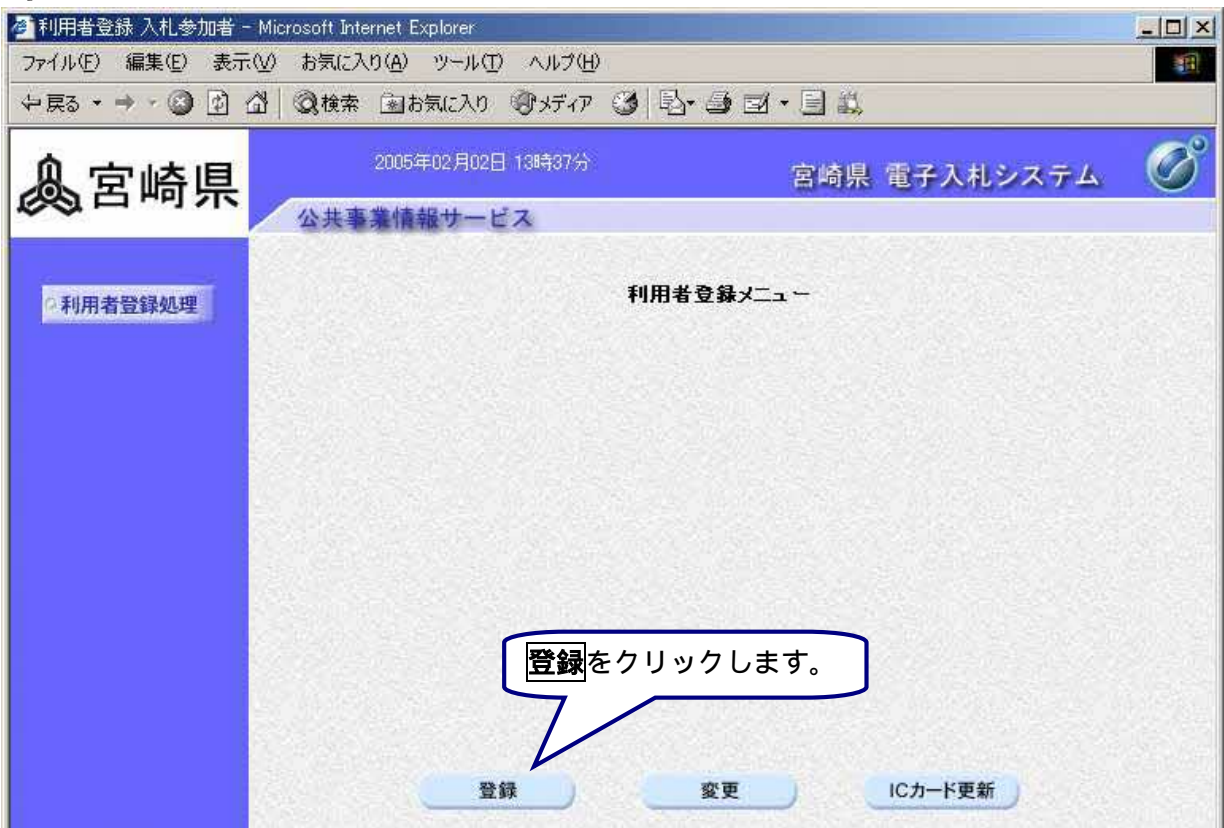 利用者登録 入札参加者 - Microsoft Internet Explorer
ファイル(F) 編集(E) 表示(V) お気に入り(A) ツール(T) ヘルプ(H)
戻る 検索 お気に入り メディア
宮崎県
2005年02月02日 13時37分
宮崎県 電子入札システム
公共事業情報サービス
利用者登録処理
利用者登録メニュー
登録をクリックします。
登録 変更 ICカード更新